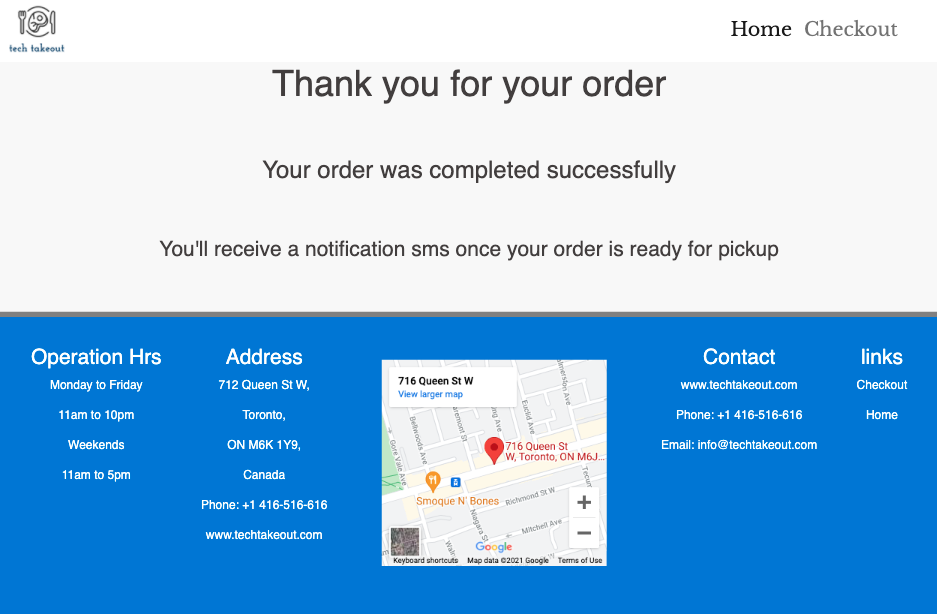 tech takeout
Home Checkout
Thank you for your order
Your order was completed successfully
You'll receive a notification sms once your order is ready for pickup
Operation Hrs
Monday to Friday
11am to 10pm
Weekends
11am to 5pm
Address
712 Queen St W,
Toronto,
ON M6K 1Y9,
Canada
Phone: +1 416-516-616
www.techtakeout.com
716 Queen St W
View larger map
716 Queen St
W, Toronto, ON M6J...
Smoque N' Bones
Gore Vale Ave
Bellwoods Ave
Claremont St
Euclid Ave
Palmerston Ave
Richmond St W
Mitchell Ave
Niagara St
Tecum
Google
Keyboard shortcuts Map data ©2021 Google Terms of Use
Contact
www.techtakeout.com
Phone: +1 416-516-616
Email: info@techtakeout.com
links
Checkout
Home